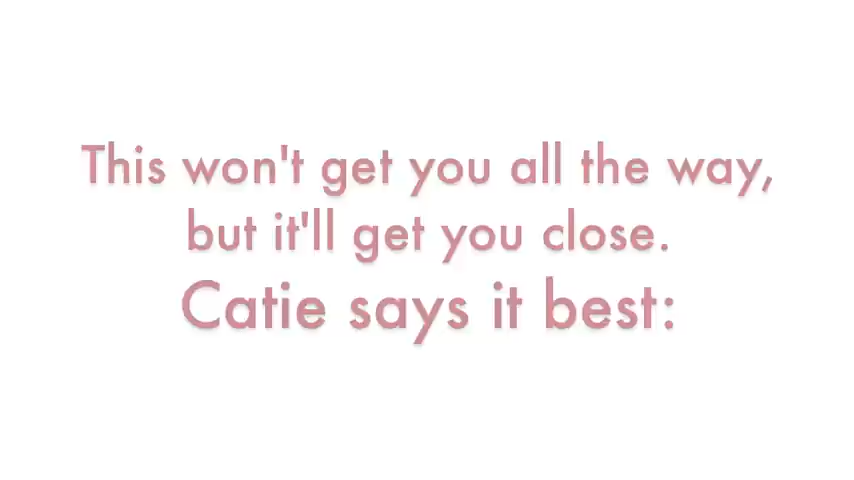 This won't get you all the way,
but it'll get you close.
Catie says it best: